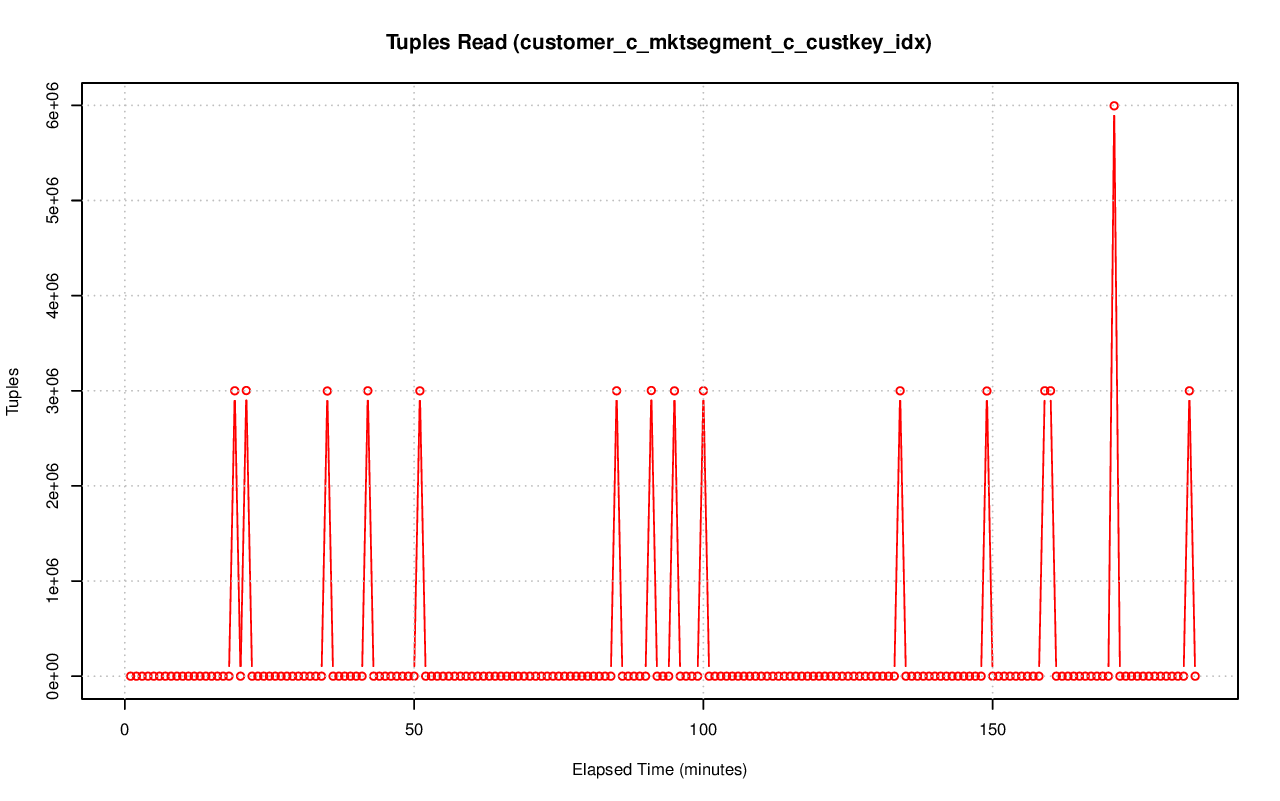 Tuples Read (customer_c_mktsegment_c_custkey_idx)
6e+06
5e+06
4e+06
3e+06
2e+06
1e+06
0e+00
Tuples
0 50 100 150
Elapsed Time (minutes)